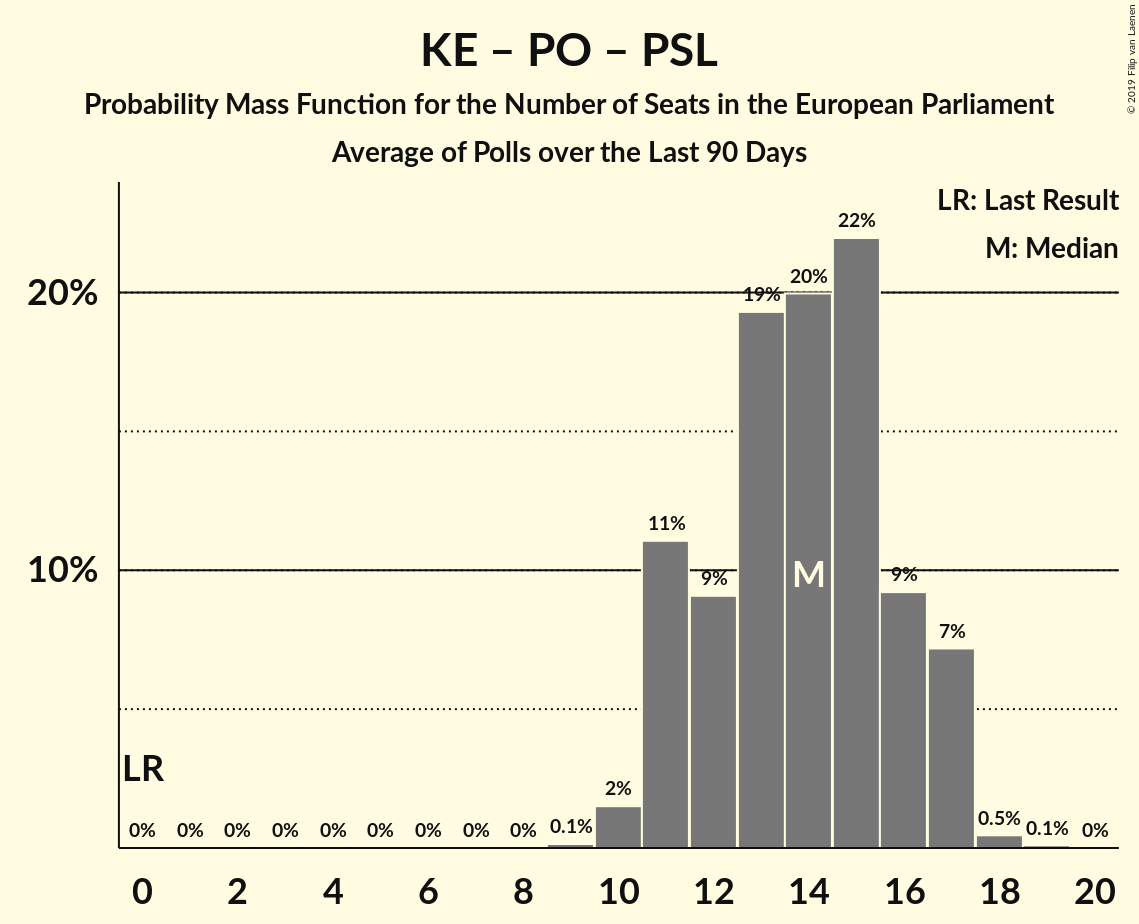 KE – PO – PSL
Probability Mass Function for the Number of Seats in the European Parliament
Average of Polls over the Last 90 Days
© 2019 Filip van Laenen
LR: Last Result
M: Median
20%
10%
LR
M
0% 0% 0% 0% 0% 0% 0% 0% 0% 0.1% 2% 11% 9% 19% 20% 22% 9% 7% 0.5% 0.1% 0%
0 2 4 6 8 10 12 14 16 18 20